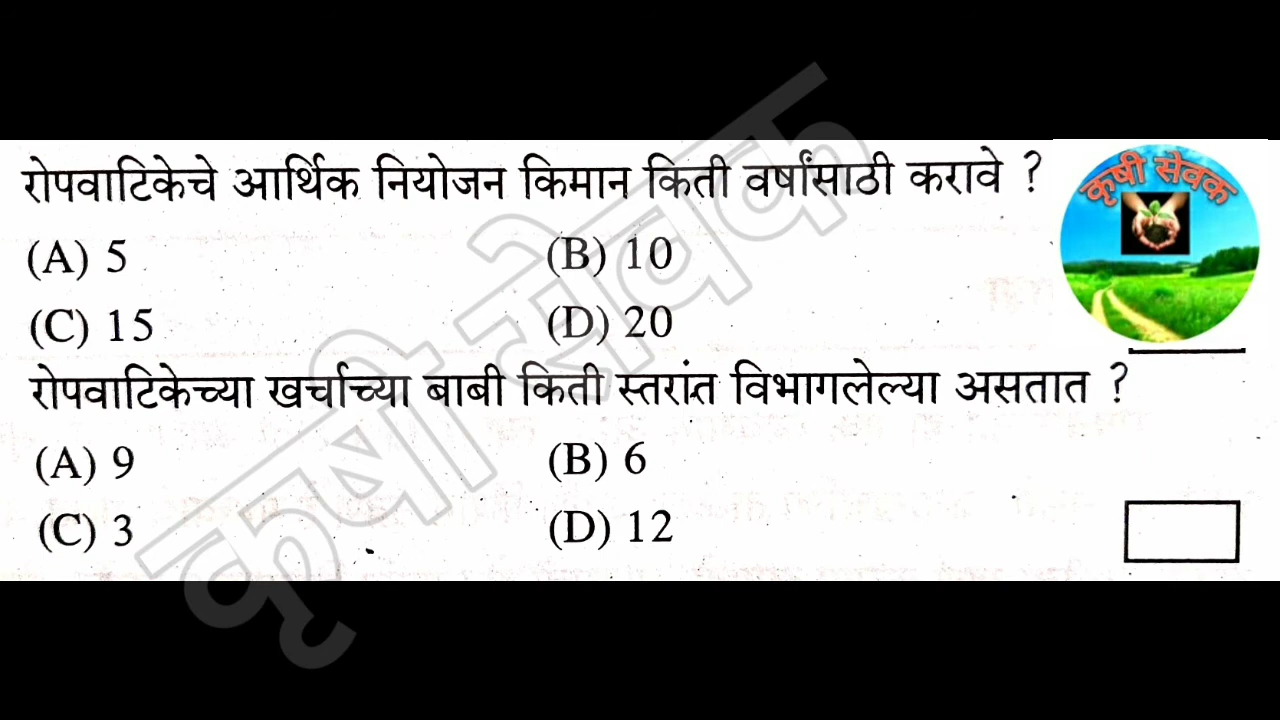 रोपवाटिकेचे आर्थिक नियोजन किमान किती वर्षांसाठी करावे ?
(A) 5 (B) 10
(C) 15 (D) 20
रोपवाटिकेच्या खर्चाच्या बाबी किती स्तरांत विभागलेल्या असतात ?
(A) 9 (B) 6
(C) 3 (D) 12
कृषी सेवक
कृषी सेवक